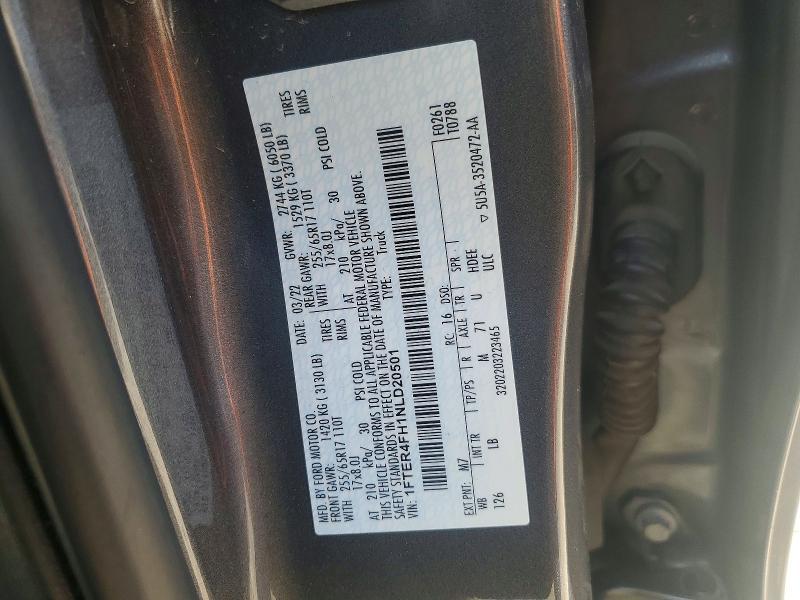 MFD. BY FORD MOTOR CO.
DATE: 03/22 GVWR: 2744 KG ( 6050 LB)
FRONT GAWR: REAR GAWR: 1529 KG ( 3370 LB)
1420 KG ( 3130 LB) WITH
WITH 255/65R17 110T TIRES 255/65R17 110T TIRES
17x8.0J RIMS 17x8.0J RIMS
AT 210 kPa/ 30 PSI COLD AT 210 kPa/ 30 PSI COLD
THIS VEHICLE CONFORMS TO ALL APPLICABLE FEDERAL MOTOR VEHICLE
SAFETY STANDARDS IN EFFECT ON THE DATE OF MANUFACTURE SHOWN ABOVE.
VIN: 1FTER4FH1NLD20501 TYPE: Truck
F0261
T0788
EXT PNT: M7 RC: 16 DSO:
WB INT TR TP/PS R AXLE TR SPR
126 LB M 71 U HDEE
ULC
3202203223465 ▽ 5U5A-3520472-AA